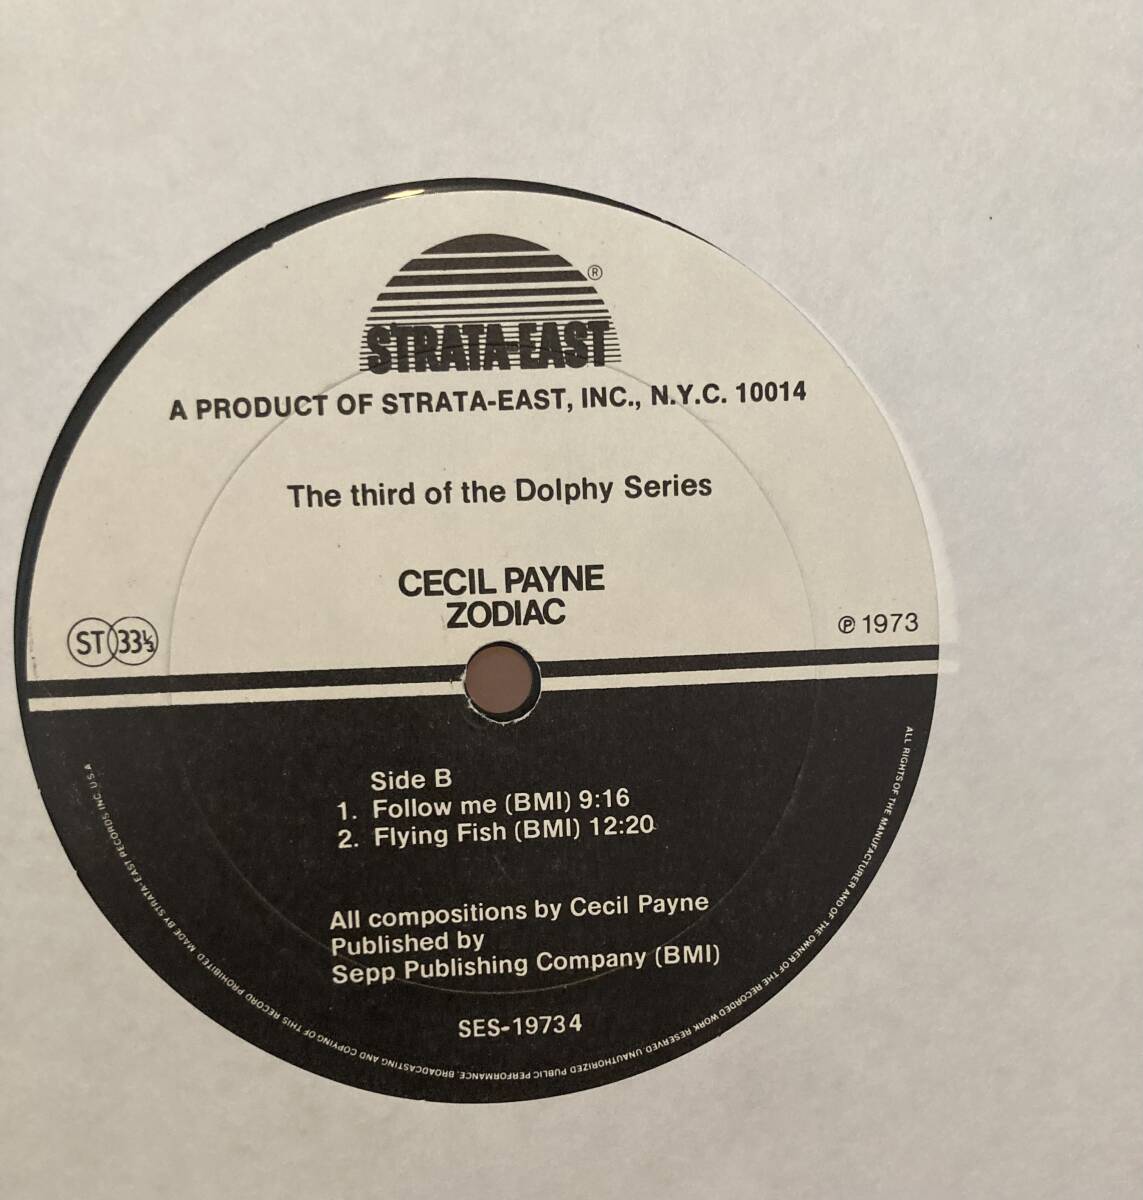 STRATA-EAST ®
A PRODUCT OF STRATA-EAST, INC., N.Y.C. 10014
The third of the Dolphy Series
CECIL PAYNE
ZODIAC
ST 33⅓
℗ 1973
Side B
1. Follow me (BMI) 9:16
2. Flying Fish (BMI) 12:20
All compositions by Cecil Payne
Published by
Sepp Publishing Company (BMI)
SES-19734
ALL RIGHTS OF THE MANUFACTURER AND OF THE OWNER OF THE RECORDED WORK RESERVED. UNAUTHORIZED PUBLIC PERFORMANCE, BROADCASTING AND COPYING OF THIS RECORD PROHIBITED MADE BY STRATA-EAST RECORDS INC U.S.A